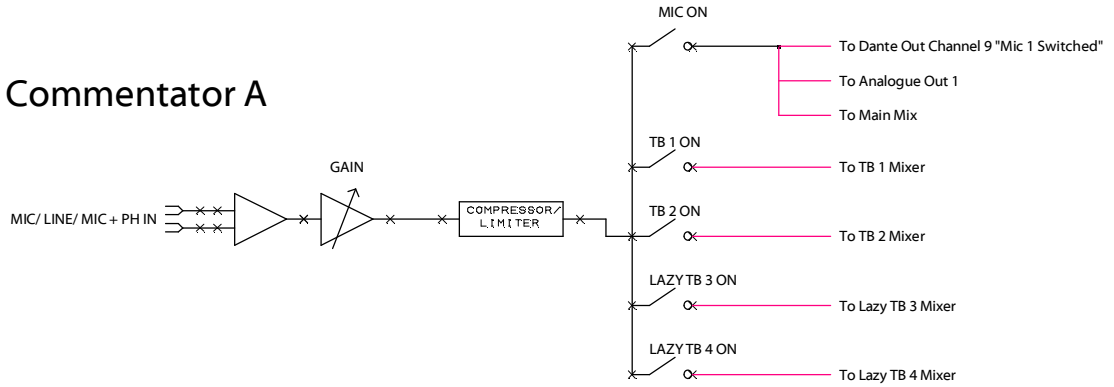 MIC ON
To Dante Out Channel 9 "Mic 1 Switched"
Commentator A
To Analogue Out 1
To Main Mix
TB 1 ON
GAIN
To TB 1 Mixer
MIC/ LINE/ MIC + PH IN
COMPRESSOR/
LIMITER
TB 2 ON
To TB 2 Mixer
LAZY TB 3 ON
To Lazy TB 3 Mixer
LAZY TB 4 ON
To Lazy TB 4 Mixer